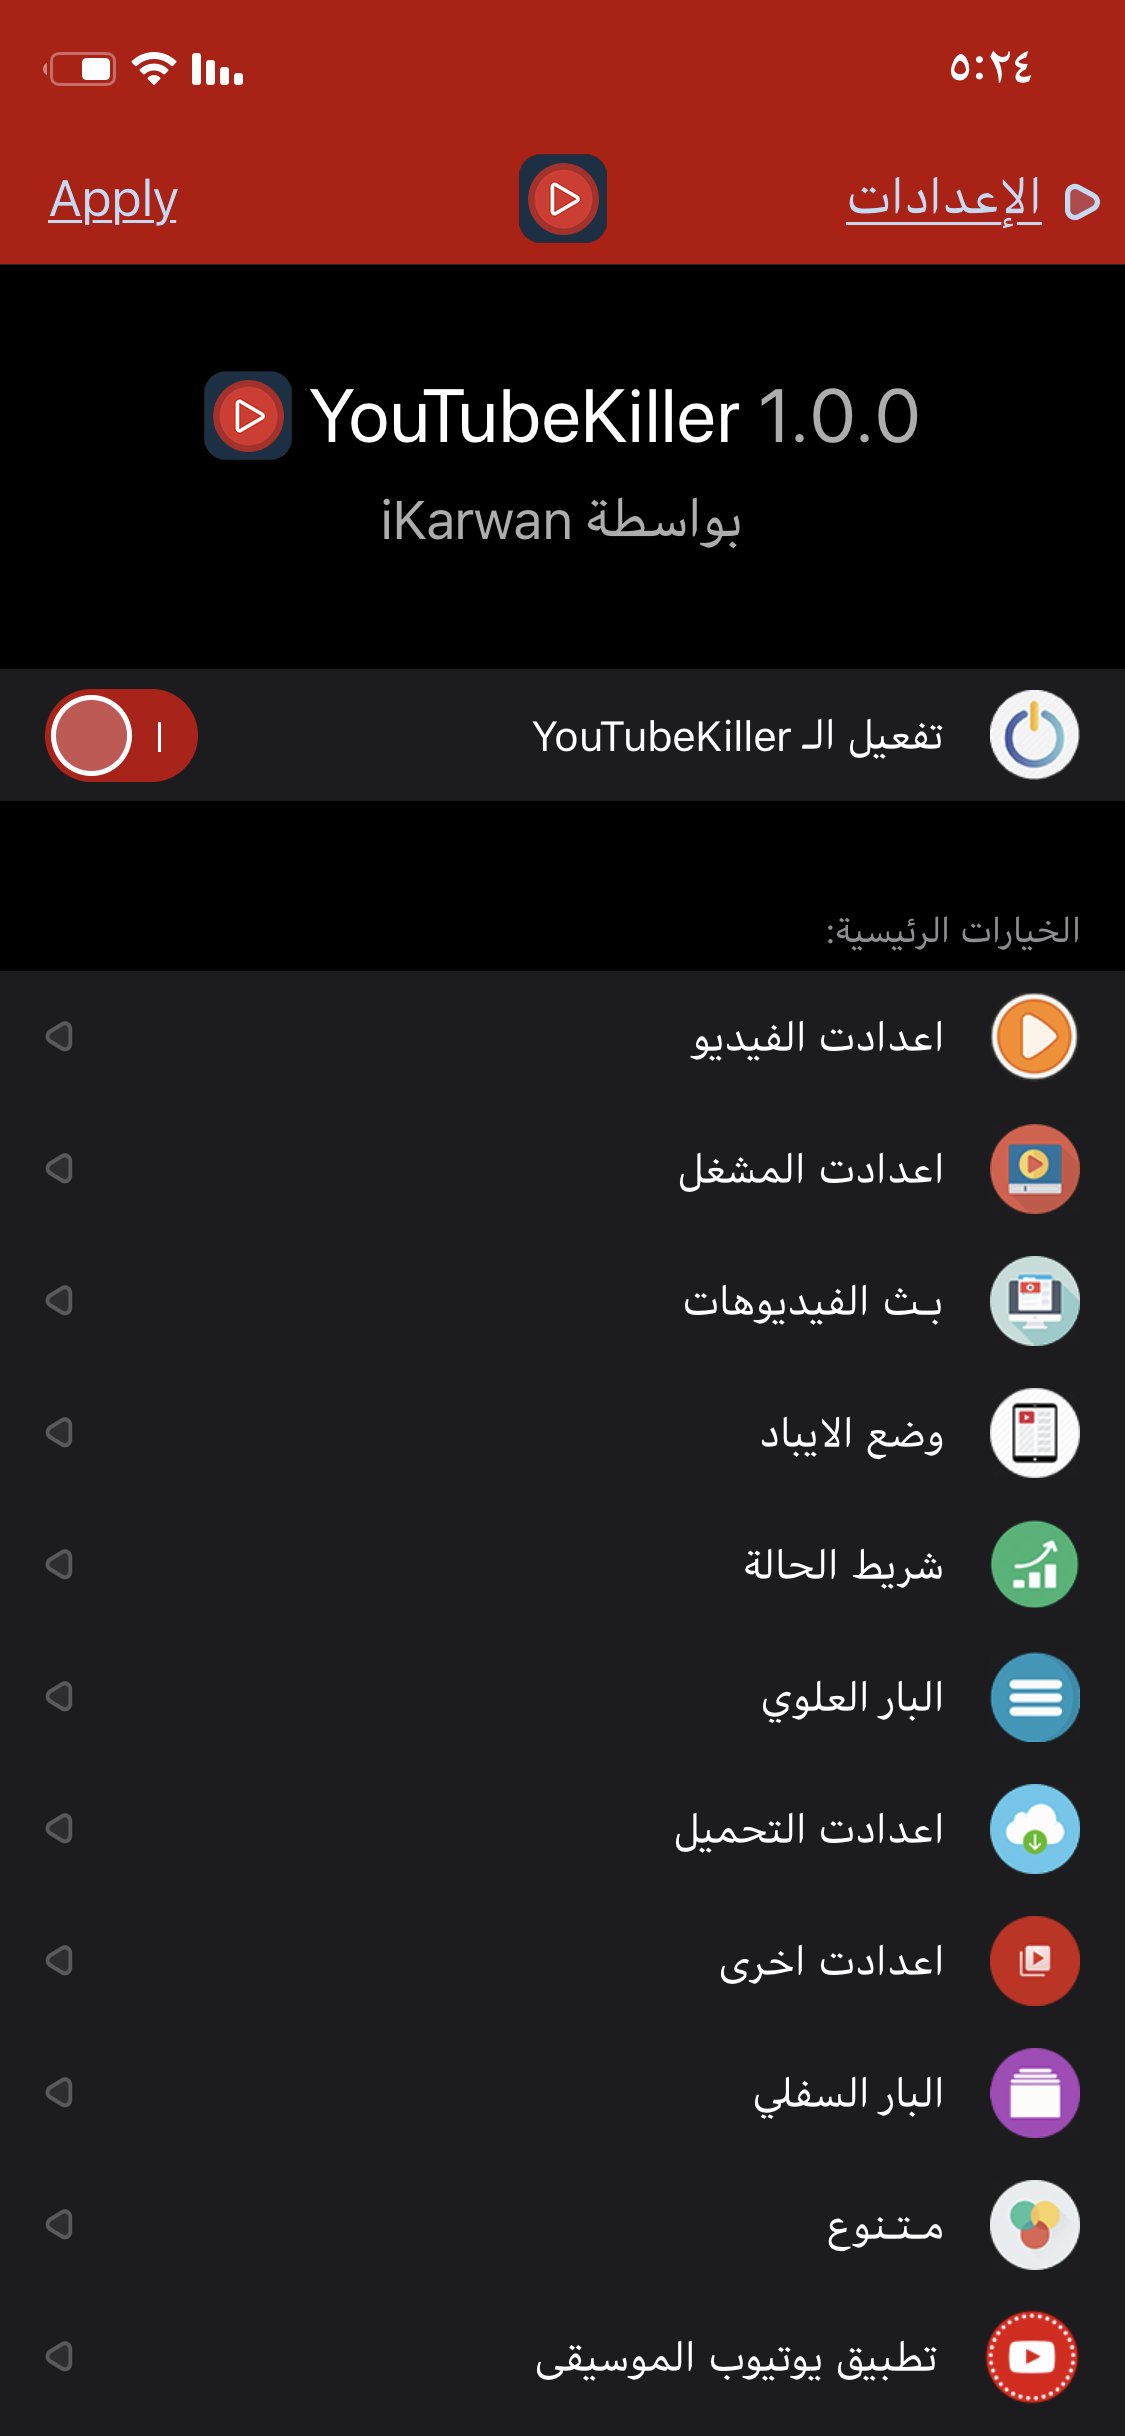 ٥:٢٤
الإعدادات
Apply
YouTubeKiller 1.0.0
بواسطة iKarwan
تفعيل الـ YouTubeKiller
الخيارات الرئيسية:
اعدادت الفيديو
اعدادت المشغل
بـث الفيديوهات
وضع الايباد
شريط الحالة
البار العلوي
اعدادت التحميل
اعدادت اخرى
البار السفلي
مـتـنوع
تطبيق يوتيوب الموسيقى